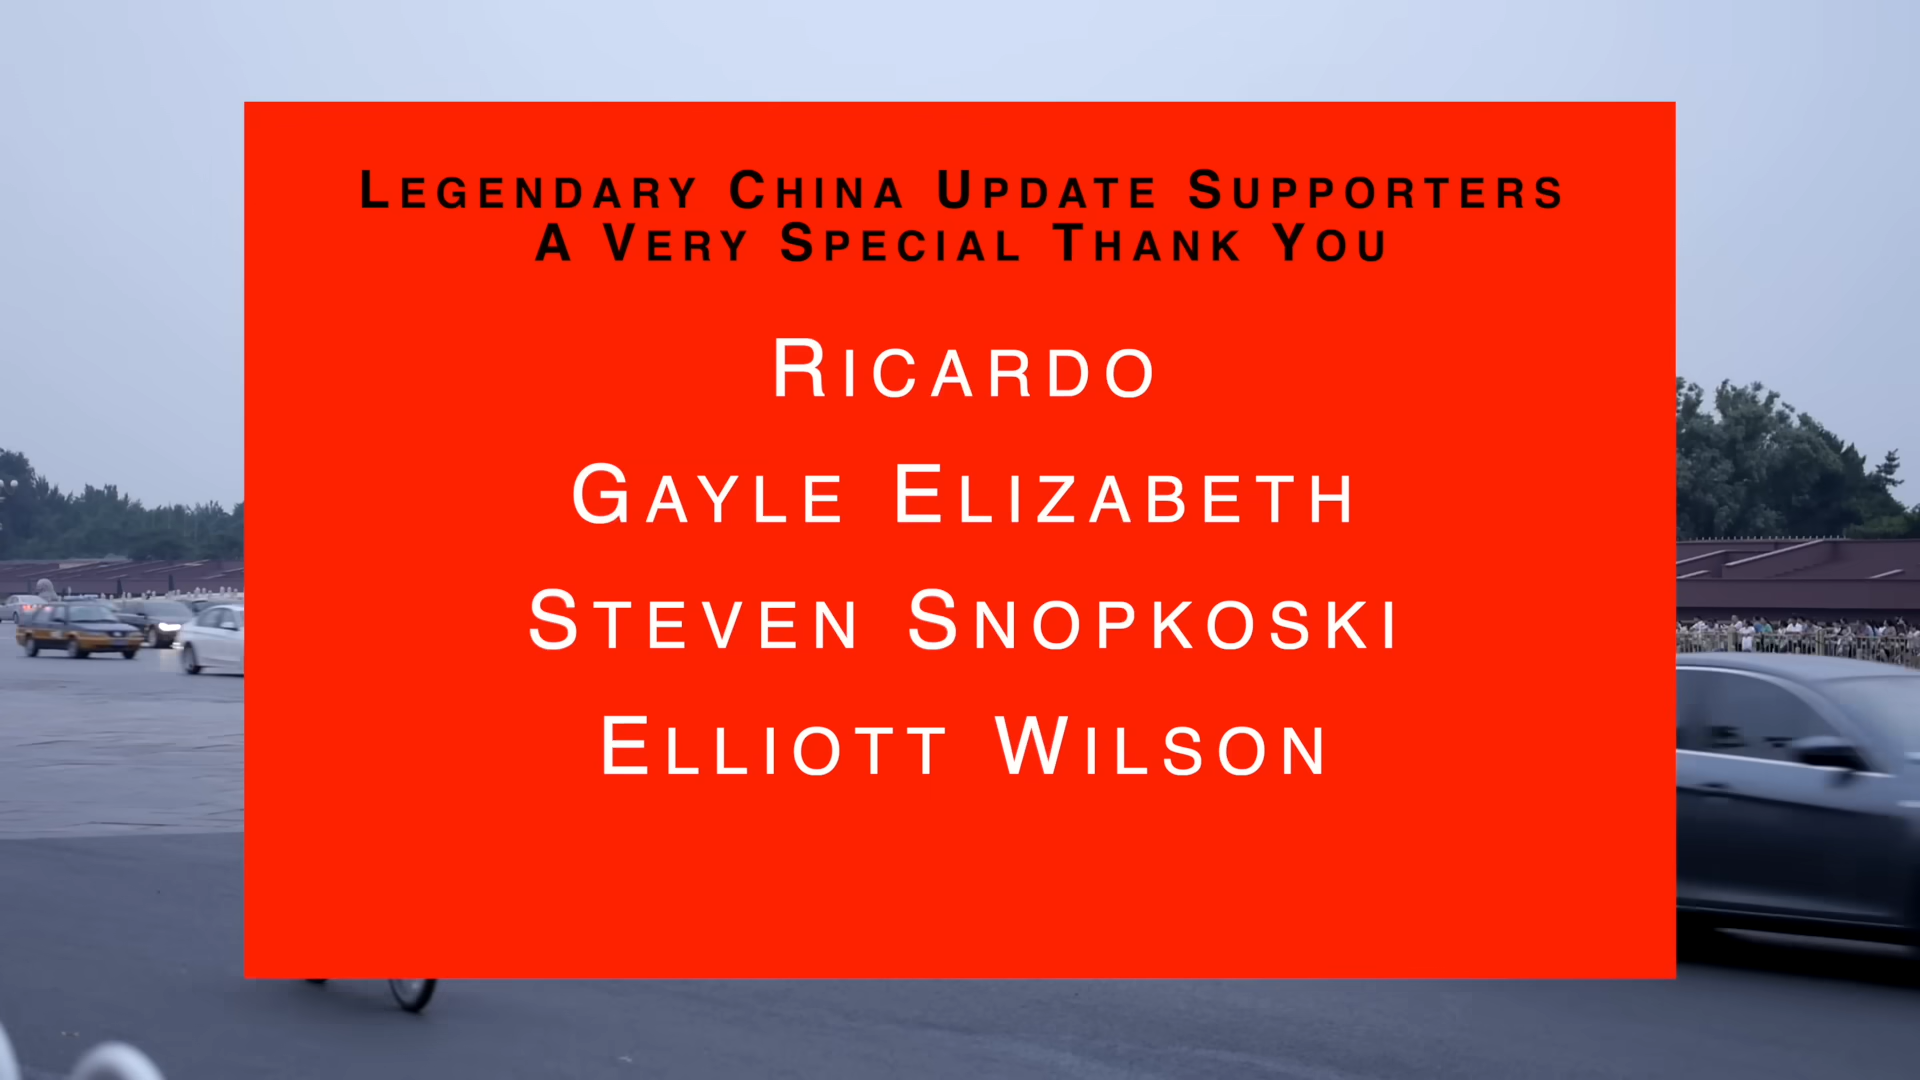 Legendary China Update Supporters
A Very Special Thank You
Ricardo
Gayle Elizabeth
Steven Snopkoski
Elliott Wilson